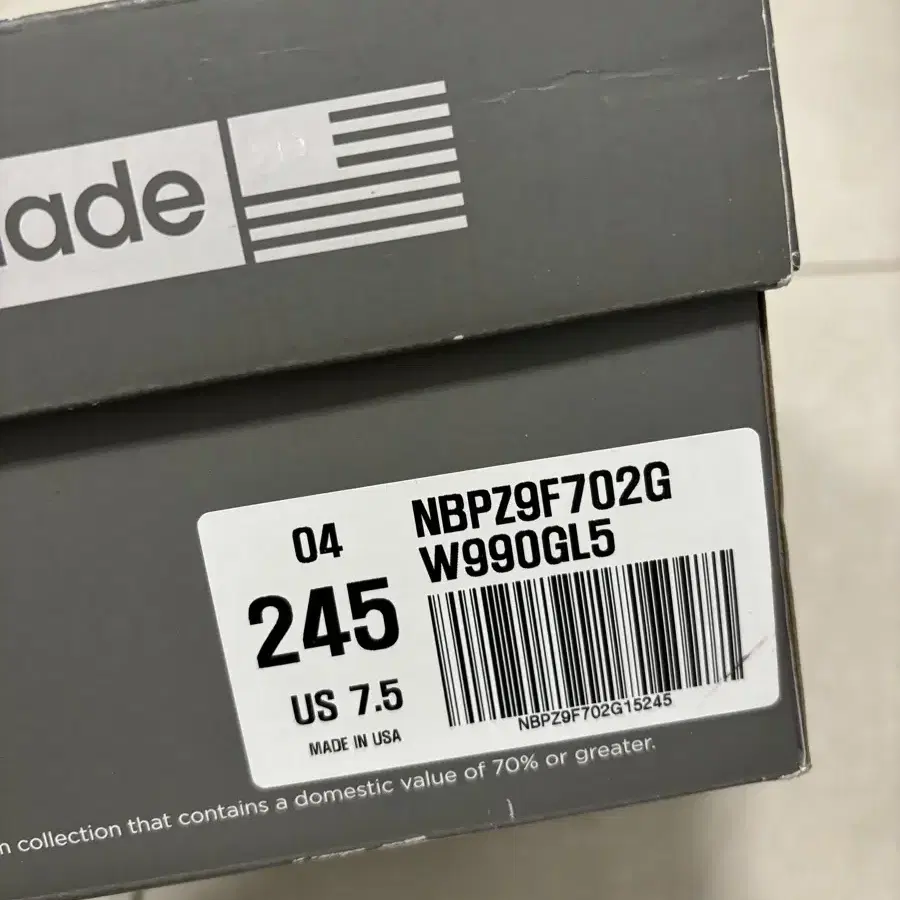 ade
04
NBPZ9F702G
W990GL5
245
US 7.5
MADE IN USA
NBPZ9F702G15245
collection that contains a domestic value of 70% or greater.